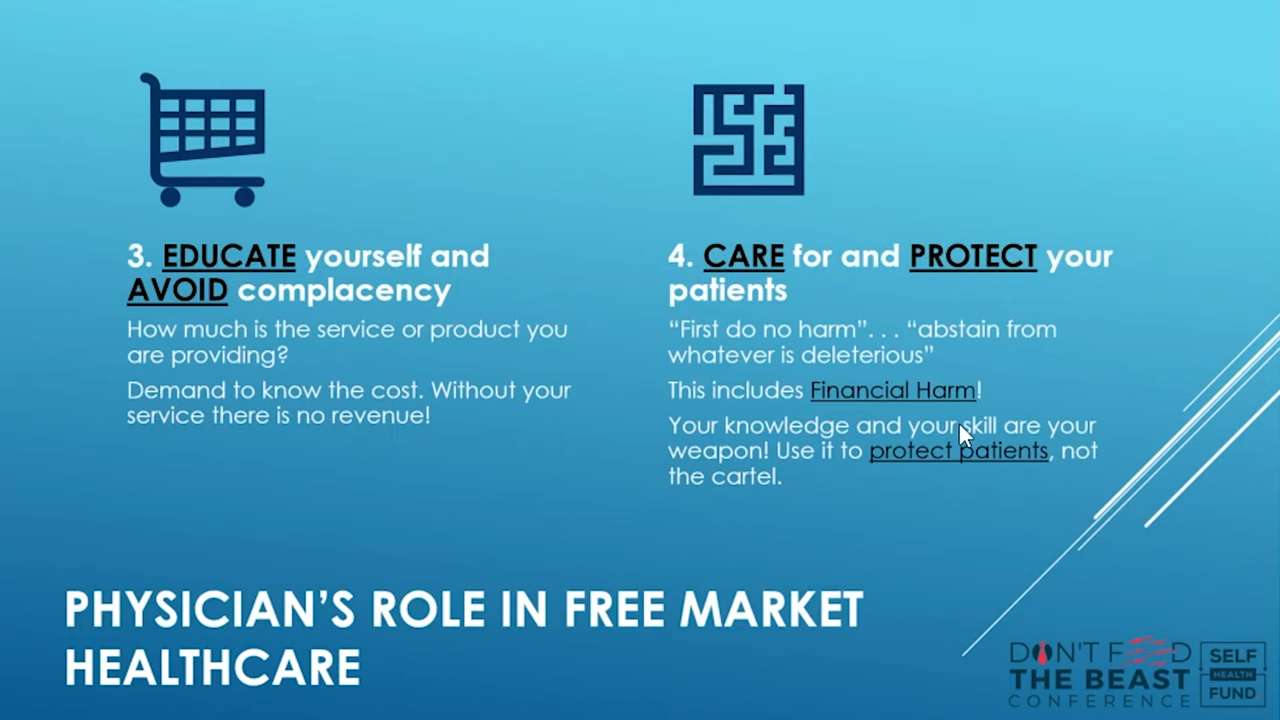 3. EDUCATE yourself and
AVOID complacency
How much is the service or product you
are providing?
Demand to know the cost. Without your
service there is no revenue!
4. CARE for and PROTECT your
patients
“First do no harm”. . . “abstain from
whatever is deleterious”
This includes Financial Harm!
Your knowledge and your skill are your
weapon! Use it to protect patients, not
the cartel.
PHYSICIAN’S ROLE IN FREE MARKET
HEALTHCARE
DON'T FEED
THE BEAST
CONFERENCE
SELF
HEALTH
FUND